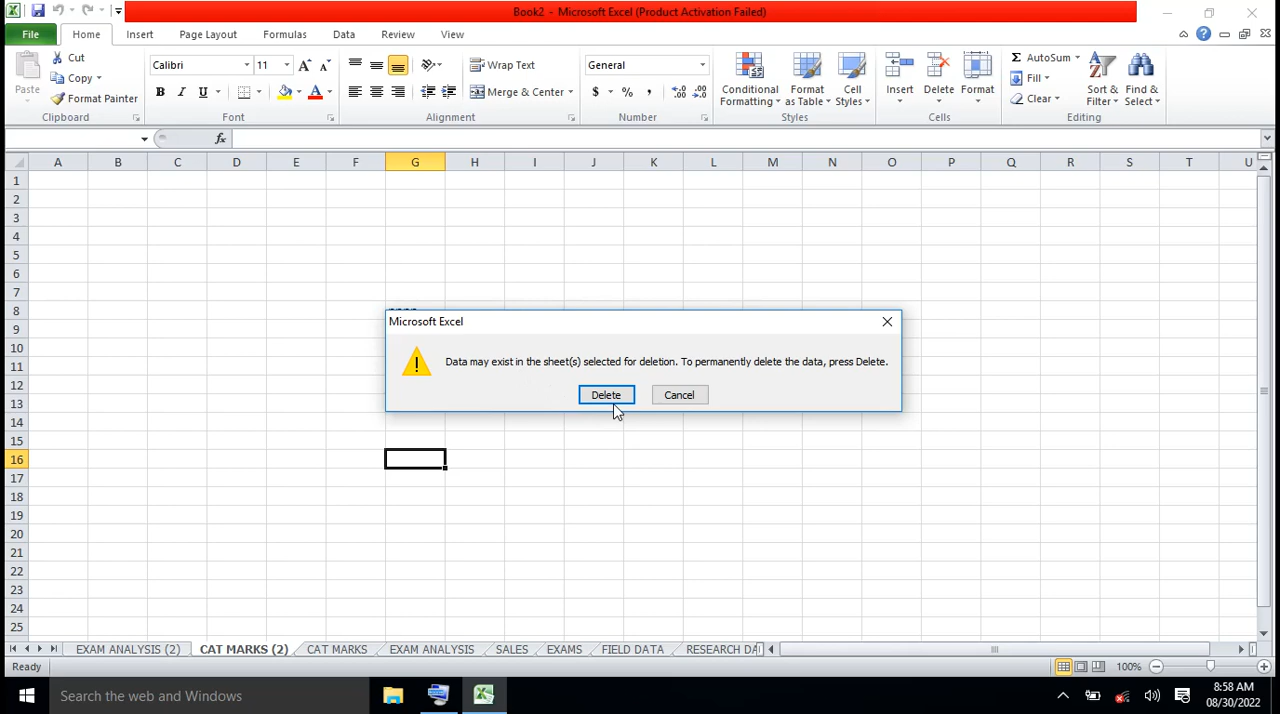 Book2 - Microsoft Excel (Product Activation Failed)
File Home Insert Page Layout Formulas Data Review View
Paste
Cut
Copy
Format Painter
Clipboard
Calibri 11
B I U A
Font
Wrap Text
Merge & Center
Alignment
General
$ % ,
Number
Conditional Formatting
Format as Table
Cell Styles
Styles
Insert
Delete
Format
Cells
AutoSum
Fill
Clear
Sort & Filter
Find & Select
Editing
fx
A B C D E F G H I J K L M N O P Q R S T U
1
2
3
4
5
6
7
8
9
10
11
12
13
14
15
16
17
18
19
20
21
22
23
24
25
Microsoft Excel
Data may exist in the sheet(s) selected for deletion. To permanently delete the data, press Delete.
Delete Cancel
EXAM ANALYSIS (2) CAT MARKS (2) CAT MARKS EXAM ANALYSIS SALES EXAMS FIELD DATA RESEARCH DA
Ready 100%
Search the web and Windows
8:58 AM
08/30/2022